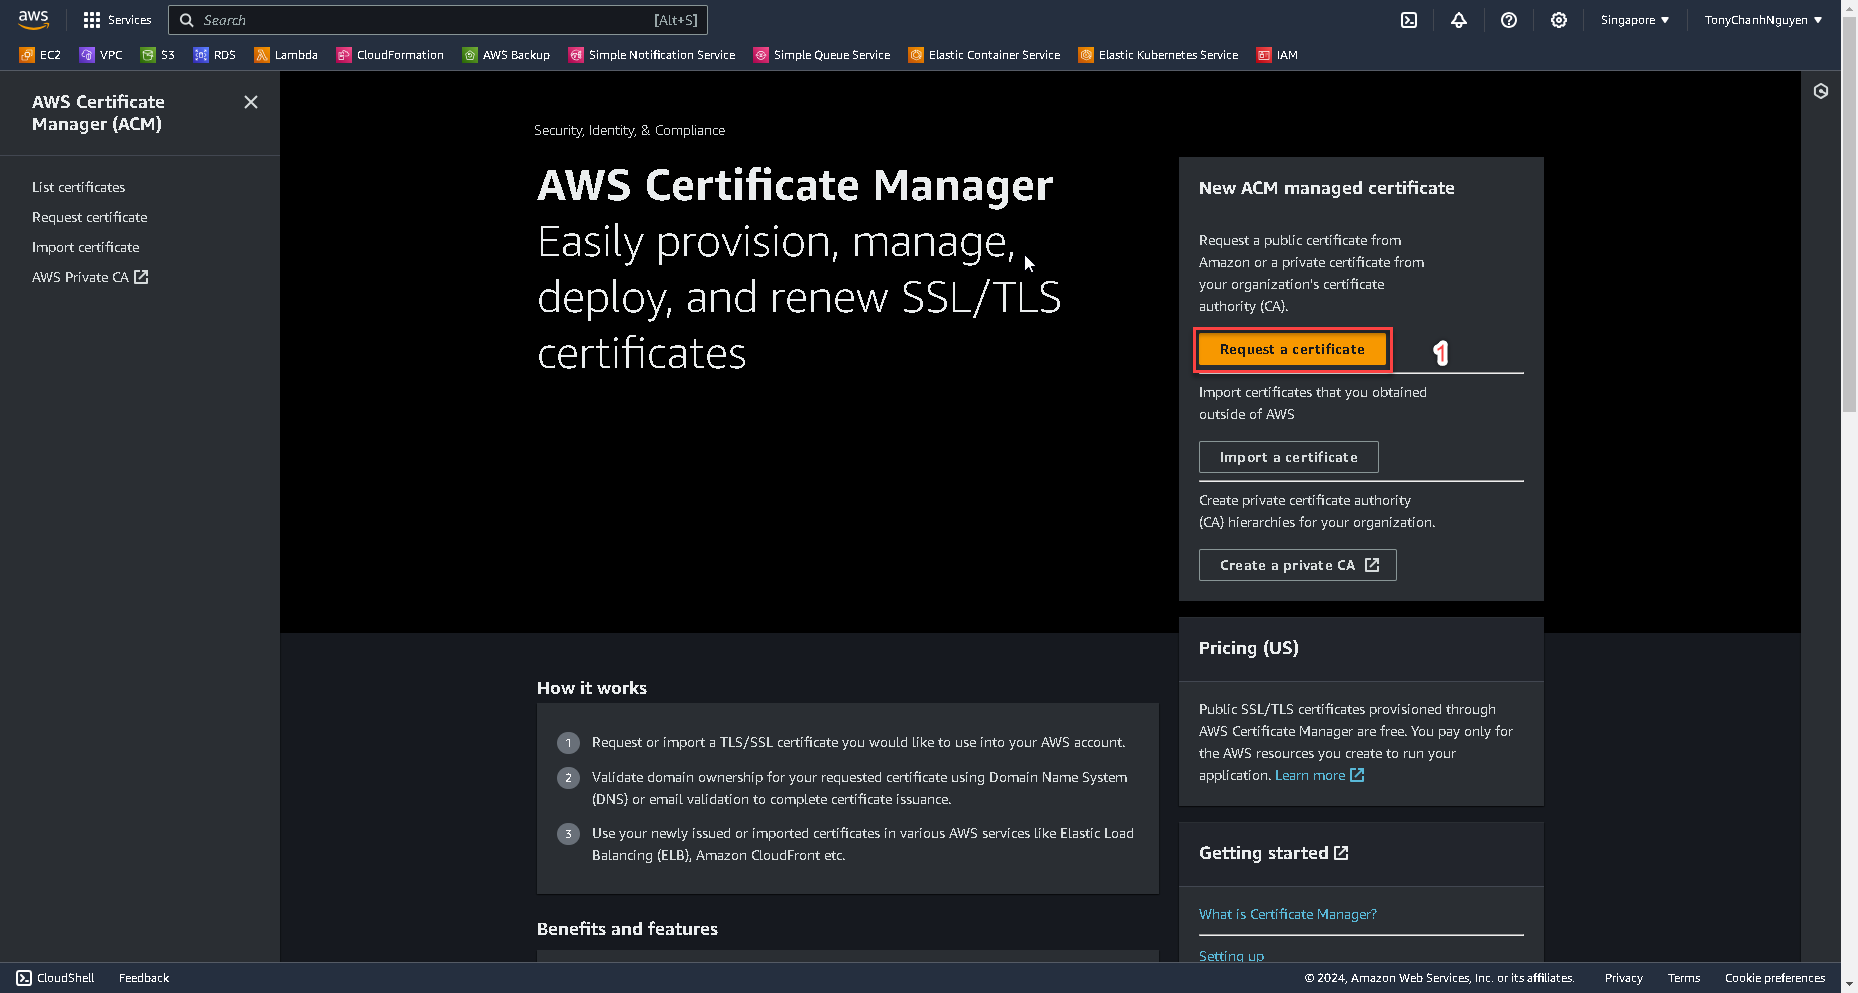 aws
Services
Search
[Alt+S]
Singapore
TonyChanhNguyen
EC2
VPC
S3
RDS
Lambda
CloudFormation
AWS Backup
Simple Notification Service
Simple Queue Service
Elastic Container Service
Elastic Kubernetes Service
IAM
AWS Certificate
Manager (ACM)
List certificates
Request certificate
Import certificate
AWS Private CA
Security, Identity, & Compliance
AWS Certificate Manager
Easily provision, manage,
deploy, and renew SSL/TLS
certificates
New ACM managed certificate
Request a public certificate from
Amazon or a private certificate from
your organization's certificate
authority (CA).
Request a certificate
1
Import certificates that you obtained
outside of AWS
Import a certificate
Create private certificate authority
(CA) hierarchies for your organization.
Create a private CA
Pricing (US)
Public SSL/TLS certificates provisioned through
AWS Certificate Manager are free. You pay only for
the AWS resources you create to run your
application. Learn more
Getting started
What is Certificate Manager?
Setting up
How it works
1 Request or import a TLS/SSL certificate you would like to use into your AWS account.
2 Validate domain ownership for your requested certificate using Domain Name System
(DNS) or email validation to complete certificate issuance.
3 Use your newly issued or imported certificates in various AWS services like Elastic Load
Balancing (ELB), Amazon CloudFront etc.
Benefits and features
CloudShell
Feedback
© 2024, Amazon Web Services, Inc. or its affiliates.
Privacy
Terms
Cookie preferences